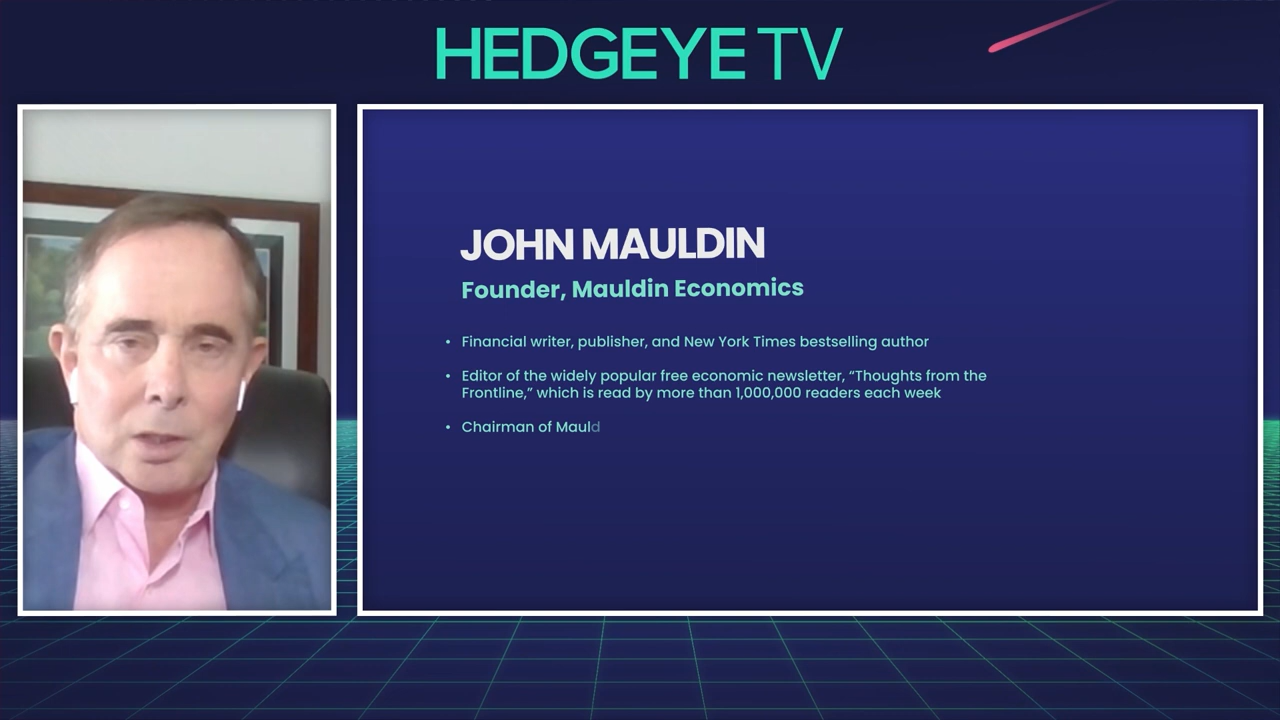 HEDGEYE TV
JOHN MAULDIN
Founder, Mauldin Economics
• Financial writer, publisher, and New York Times bestselling author
• Editor of the widely popular free economic newsletter, “Thoughts from the
Frontline,” which is read by more than 1,000,000 readers each week
• Chairman of Mauld